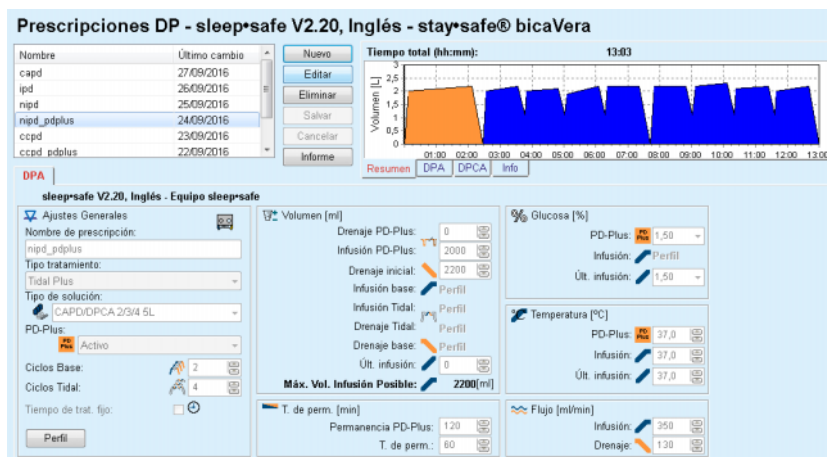 Prescripciones DP - sleep•safe V2.20, Inglés - stay•safe® bicaVera
Nombre Último cambio
capd 27/09/2016
ipd 26/09/2016
nipd 25/09/2016
nipd_pdplus 24/09/2016
ccpd 23/09/2016
ccpd_pdplus 22/09/2016
Nuevo
Editar
Eliminar
Salvar
Cancelar
Informe
Tiempo total (hh:mm): 13:03
Volumen [L]
3
2,5
2
1,5
1
0,5
0
01:00 02:00 03:00 04:00 05:00 06:00 07:00 08:00 09:00 10:00 11:00 12:00 13:00
Resumen DPA DPCA Info
DPA
sleep•safe V2.20, Inglés - Equipo sleep•safe
Ajustes Generales
Nombre de prescripción:
nipd_pdplus
Tipo tratamiento:
Tidal Plus
Tipo de solución:
CAPD/DPCA 2/3/4 5L
PD-Plus:
PD Plus Activo
Ciclos Base: 2
Ciclos Tidal: 4
Tiempo de trat. fijo:
Perfil
Volumen [ml]
Drenaje PD-Plus: 0
Infusión PD-Plus: 2000
Drenaje inicial: 2200
Infusión base: Perfil
Infusión Tidal: Perfil
Drenaje Tidal: Perfil
Drenaje base: Perfil
Últ. infusión: 0
Máx. Vol. Infusión Posible: 2200[ml]
T. de perm. [min]
Permanencia PD-Plus: 120
T. de perm.: 60
% Glucosa [%]
PD-Plus: PD Plus 1,50
Infusión: Perfil
Últ. infusión: 1,50
Temperatura [ºC]
PD-Plus: PD Plus 37,0
Infusión: 37,0
Últ. infusión: 37,0
Flujo [ml/min]
Infusión: 350
Drenaje: 130